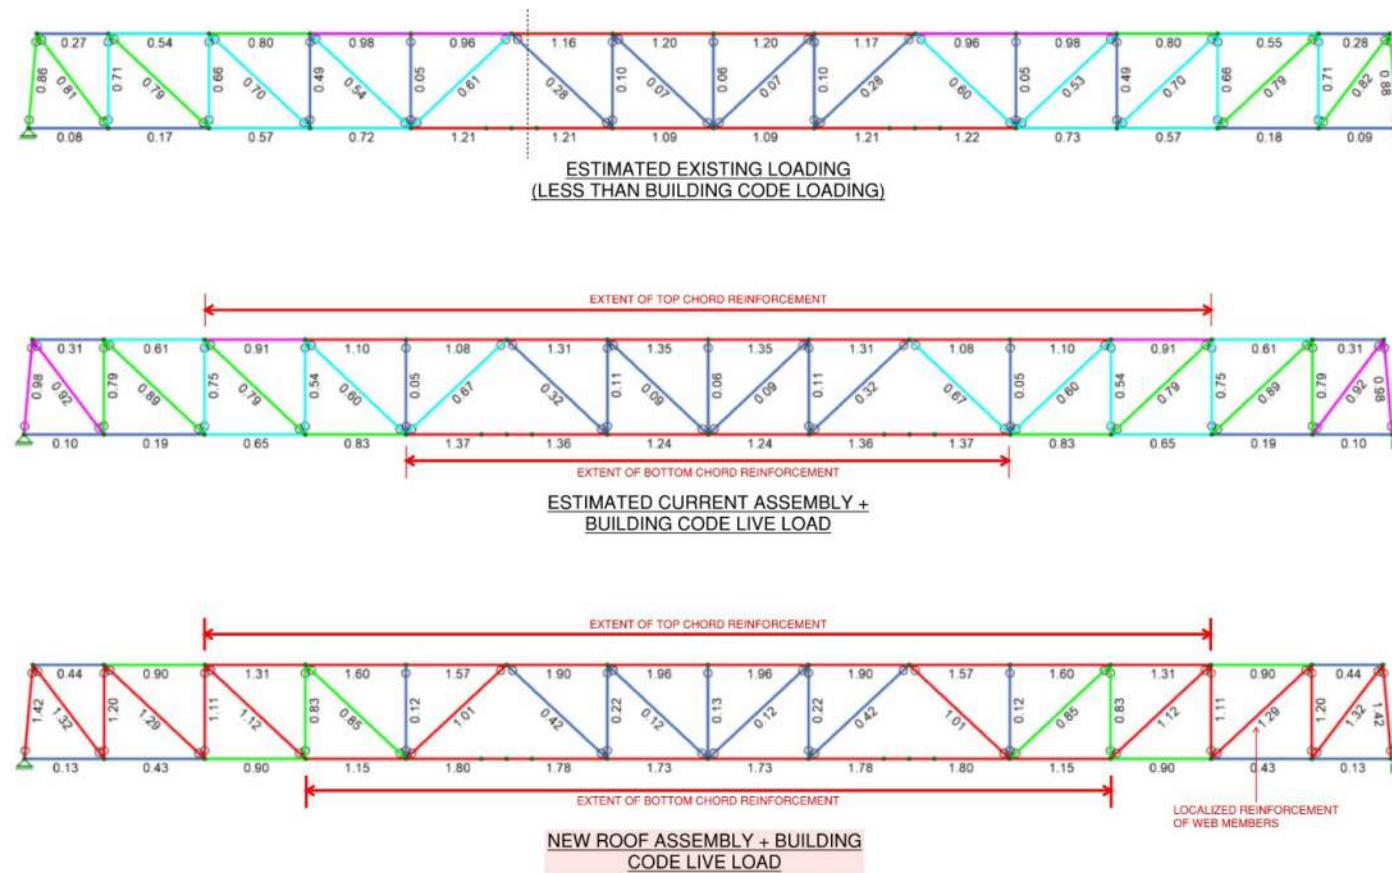 0.27 0.54 0.80 0.98 0.96 1.16 1.20 1.20 1.17 0.96 0.98 0.80 0.55 0.28
0.86 0.81 0.71 0.79 0.66 0.70 0.49 0.54 0.05 0.61 0.28 0.10 0.07 0.06 0.07 0.10 0.28 0.60 0.05 0.53 0.49 0.70 0.66 0.79 0.71 0.82 0.88
0.08 0.17 0.57 0.72 1.21 1.21 1.09 1.09 1.21 1.22 0.73 0.57 0.18 0.09
ESTIMATED EXISTING LOADING
(LESS THAN BUILDING CODE LOADING)
EXTENT OF TOP CHORD REINFORCEMENT
0.31 0.61 0.91 1.10 1.08 1.31 1.35 1.35 1.31 1.08 1.10 0.91 0.61 0.31
0.98 0.92 0.79 0.89 0.75 0.79 0.54 0.60 0.05 0.67 0.32 0.11 0.09 0.06 0.09 0.11 0.32 0.67 0.05 0.60 0.54 0.79 0.75 0.89 0.79 0.92 0.98
0.10 0.19 0.65 0.83 1.37 1.36 1.24 1.24 1.36 1.37 0.83 0.65 0.19 0.10
EXTENT OF BOTTOM CHORD REINFORCEMENT
ESTIMATED CURRENT ASSEMBLY +
BUILDING CODE LIVE LOAD
EXTENT OF TOP CHORD REINFORCEMENT
0.44 0.90 1.31 1.60 1.57 1.90 1.96 1.96 1.90 1.57 1.60 1.31 0.90 0.44
1.42 1.32 1.20 1.29 1.11 1.12 0.83 0.85 0.12 1.01 0.42 0.22 0.12 0.13 0.12 0.22 0.42 1.01 0.12 0.85 0.83 1.12 1.11 1.29 1.20 1.32 1.42
0.13 0.43 0.90 1.15 1.80 1.78 1.73 1.73 1.78 1.80 1.15 0.90 0.43 0.13
EXTENT OF BOTTOM CHORD REINFORCEMENT
LOCALIZED REINFORCEMENT
OF WEB MEMBERS
NEW ROOF ASSEMBLY + BUILDING
CODE LIVE LOAD